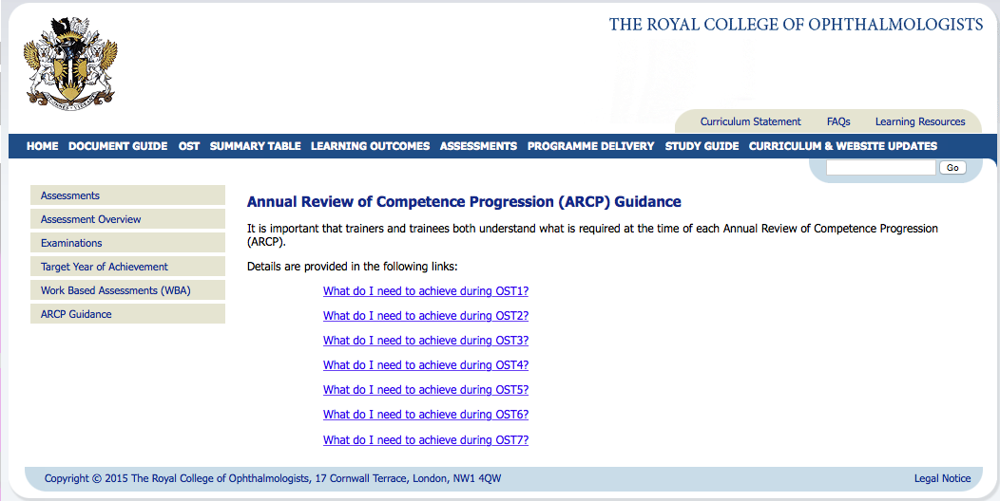 THE ROYAL COLLEGE OF OPHTHALMOLOGISTS
Curriculum Statement FAQs Learning Resources
HOME DOCUMENT GUIDE OST SUMMARY TABLE LEARNING OUTCOMES ASSESSMENTS PROGRAMME DELIVERY STUDY GUIDE CURRICULUM & WEBSITE UPDATES
Go
Assessments
Assessment Overview
Examinations
Target Year of Achievement
Work Based Assessments (WBA)
ARCP Guidance
Annual Review of Competence Progression (ARCP) Guidance
It is important that trainers and trainees both understand what is required at the time of each Annual Review of Competence Progression
(ARCP).
Details are provided in the following links:
What do I need to achieve during OST1?
What do I need to achieve during OST2?
What do I need to achieve during OST3?
What do I need to achieve during OST4?
What do I need to achieve during OST5?
What do I need to achieve during OST6?
What do I need to achieve during OST7?
Copyright © 2015 The Royal College of Ophthalmologists, 17 Cornwall Terrace, London, NW1 4QW
Legal Notice